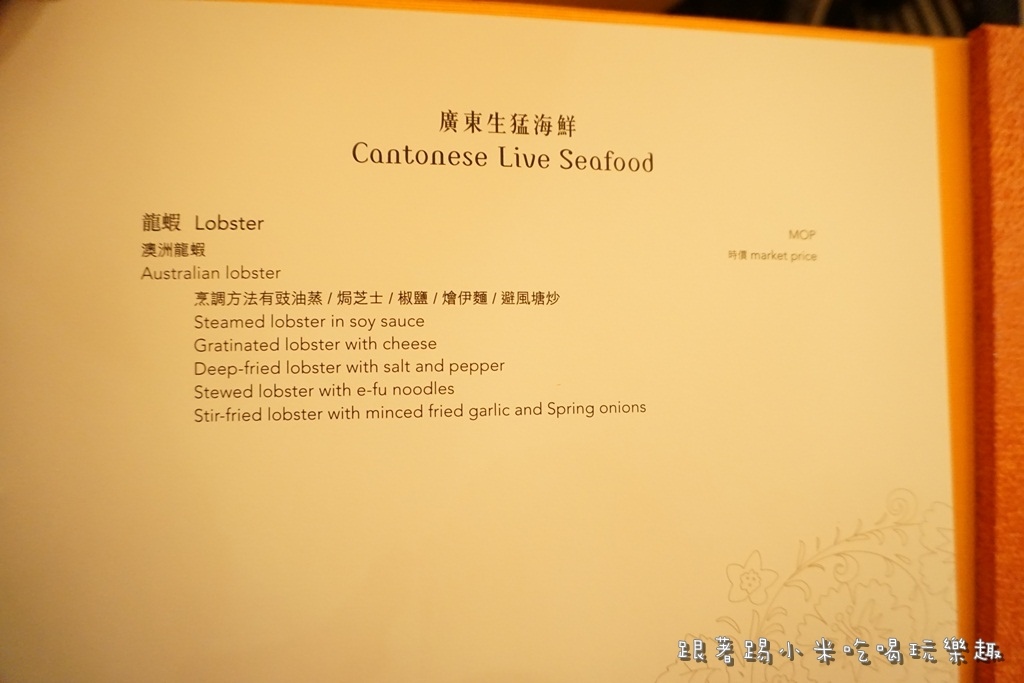 廣東生猛海鮮
Cantonese Live Seafood
龍蝦 Lobster
MOP
澳洲龍蝦
時價 market price
Australian lobster
烹調方法有豉油蒸 / 焗芝士 / 椒鹽 / 燴伊麵 / 避風塘炒
Steamed lobster in soy sauce
Gratinated lobster with cheese
Deep-fried lobster with salt and pepper
Stewed lobster with e-fu noodles
Stir-fried lobster with minced fried garlic and Spring onions
跟著踢小米吃喝玩樂趣